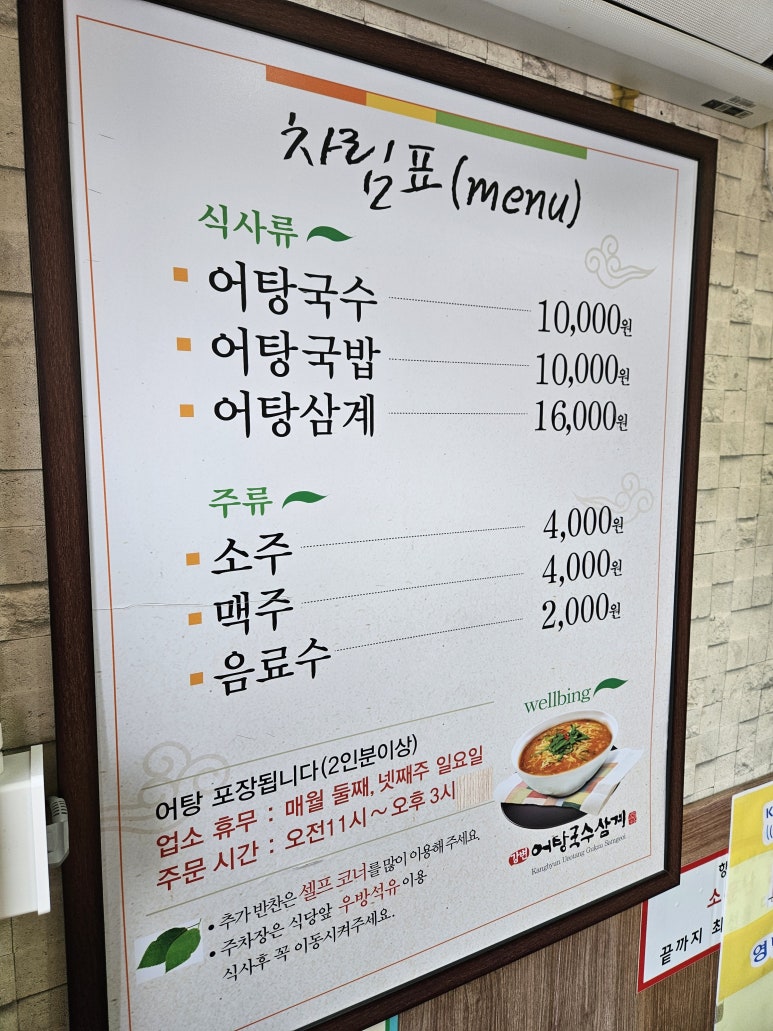 차림표(menu)
식사류
어탕국수 10,000원
어탕국밥 10,000원
어탕삼계 16,000원
주류
소주 4,000원
맥주 4,000원
음료수 2,000원
wellbing
어탕 포장됩니다(2인분이상)
업소 휴무 : 매월 둘째,넷째주 일요일
주문 시간 : 오전11시~오후3시
강변 어탕국수삼계
• 추가 반찬은 셀프 코너를 많이 이용해 주세요.
• 주차장은 식당앞 우방석유 이용
식사후 꼭 이동시켜주세요.
끝까지 최